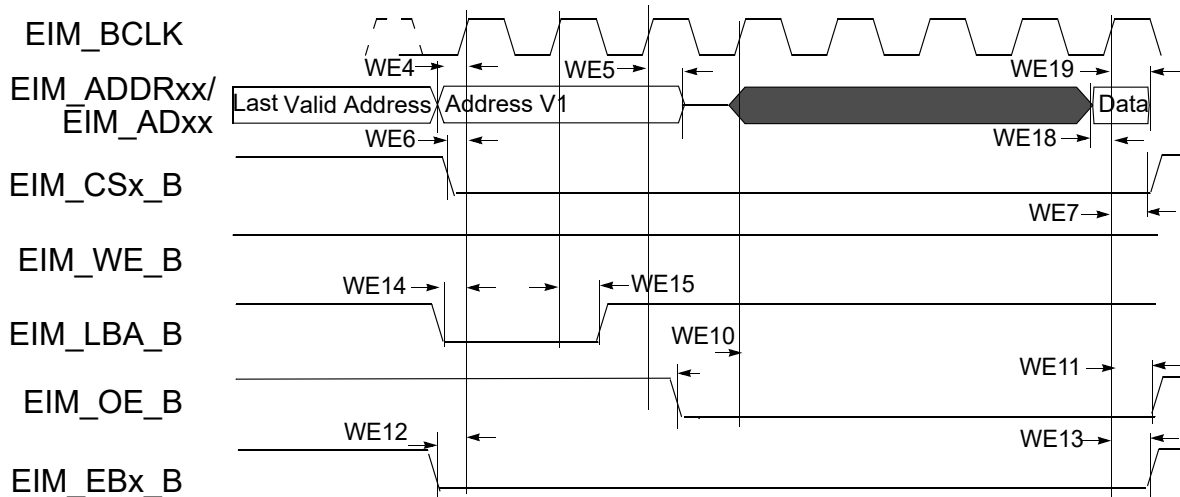 EIM_BCLK
WE4
WE5
WE19
EIM_ADDRxx/
EIM_ADxx
Last Valid Address
Address V1
Data
WE6
WE18
EIM_CSx_B
WE7
EIM_WE_B
WE14
WE15
EIM_LBA_B
WE10
WE11
EIM_OE_B
WE12
WE13
EIM_EBx_B